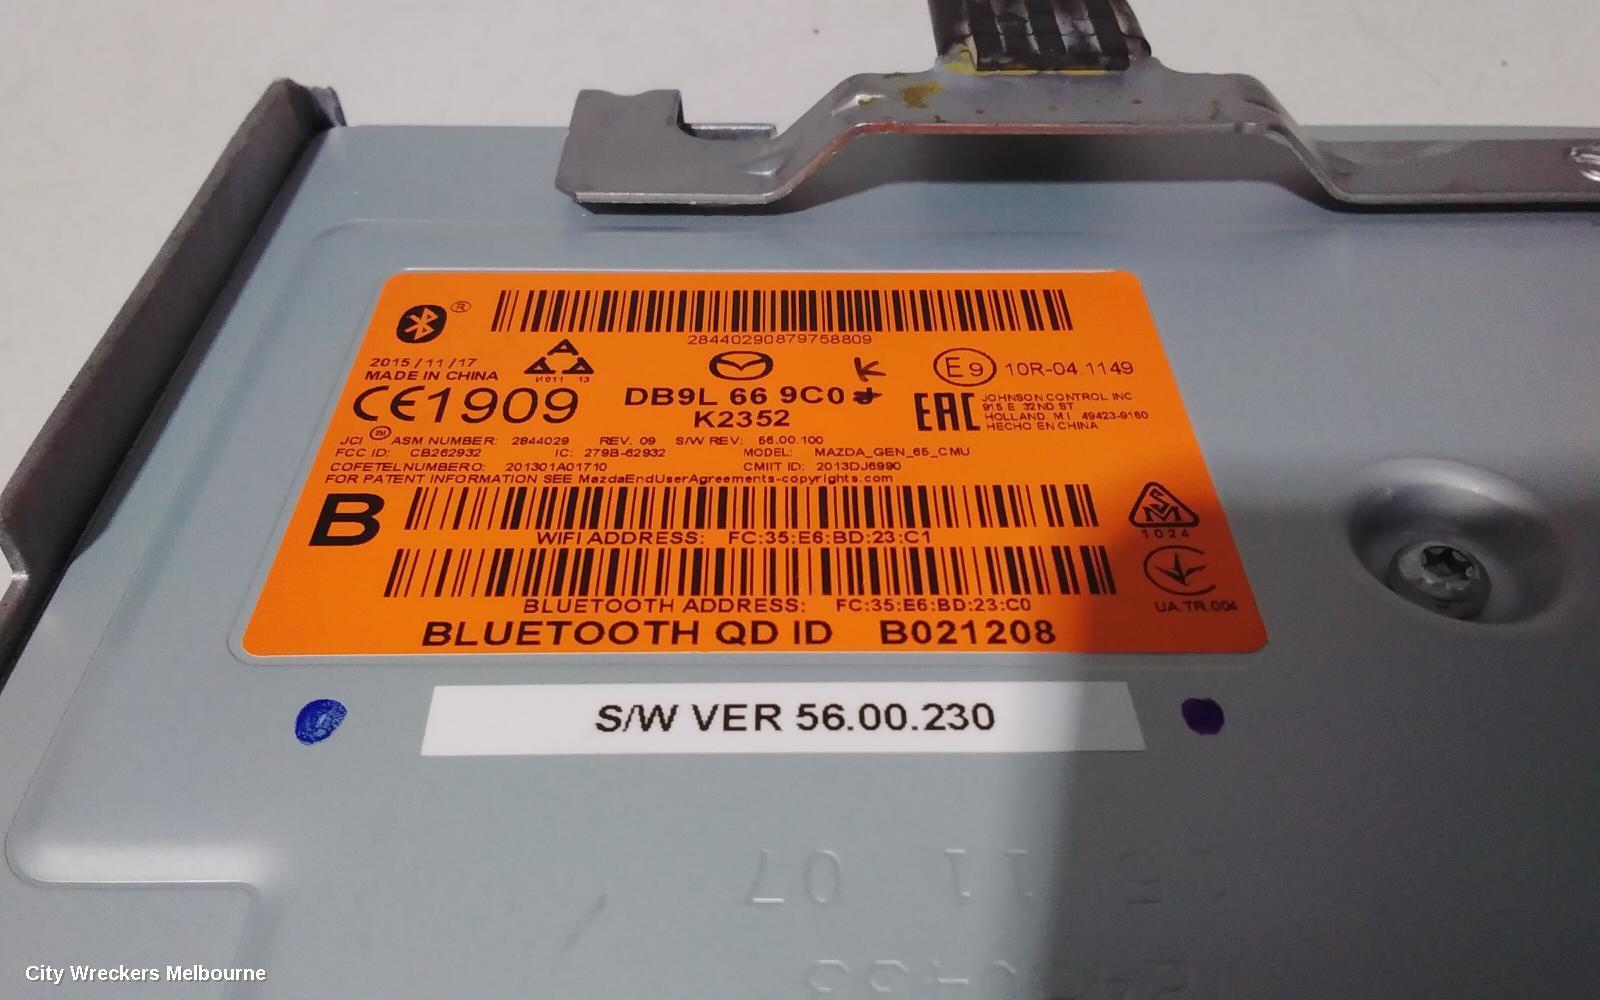 ®
28440290879758809
2015/11/17
MADE IN CHINA
CE1909
DB9L 66 9C0
K
K2352
E9 10R-04.1149
EAC
JOHNSON CONTROL INC
915 E. 32ND ST
HOLLAND, M I. 49423-9160
HECHO EN CHINA
JCI TM ASM NUMBER: 2844029 REV. 09 S/W REV: 56.00.100
FCC ID: CB262932 IC: 279B-62932 MODEL: MAZDA_GEN_65_CMU
COFETELNUMBERO: 201301A01710 CMIIT ID: 2013DJ6990
FOR PATENT INFORMATION SEE MazdaEndUserAgreements-copyrights.com
B
WIFI ADDRESS: FC:35:E6:BD:23:C1
1024
BLUETOOTH ADDRESS: FC:35:E6:BD:23:C0
UA.TR.004
BLUETOOTH QD ID B021208
S/W VER 56.00.230
15 11 07
City Wreckers Melbourne